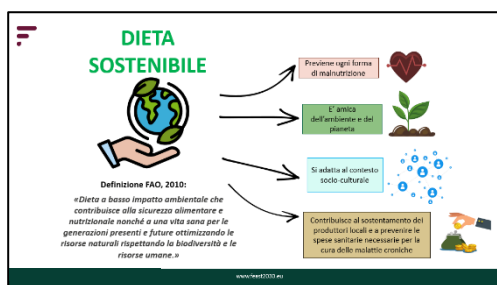 DIETA
SOSTENIBILE
Definizione FAO, 2010:
«Dieta a basso impatto ambientale che
contribuisce alla sicurezza alimentare e
nutrizionale nonché a una vita sana per le
generazioni presenti e future ottimizzando le
risorse naturali rispettando la biodiversità e le
risorse umane.»
Previene ogni forma
di malnutrizione
E' amica
dell'ambiente e del
pianeta
Si adatta al contesto
socio-culturale
Contribuisce al sostentamento dei
produttori locali e a prevenire le
spese sanitarie necessarie per la
cura delle malattie croniche
www.feast2030.eu